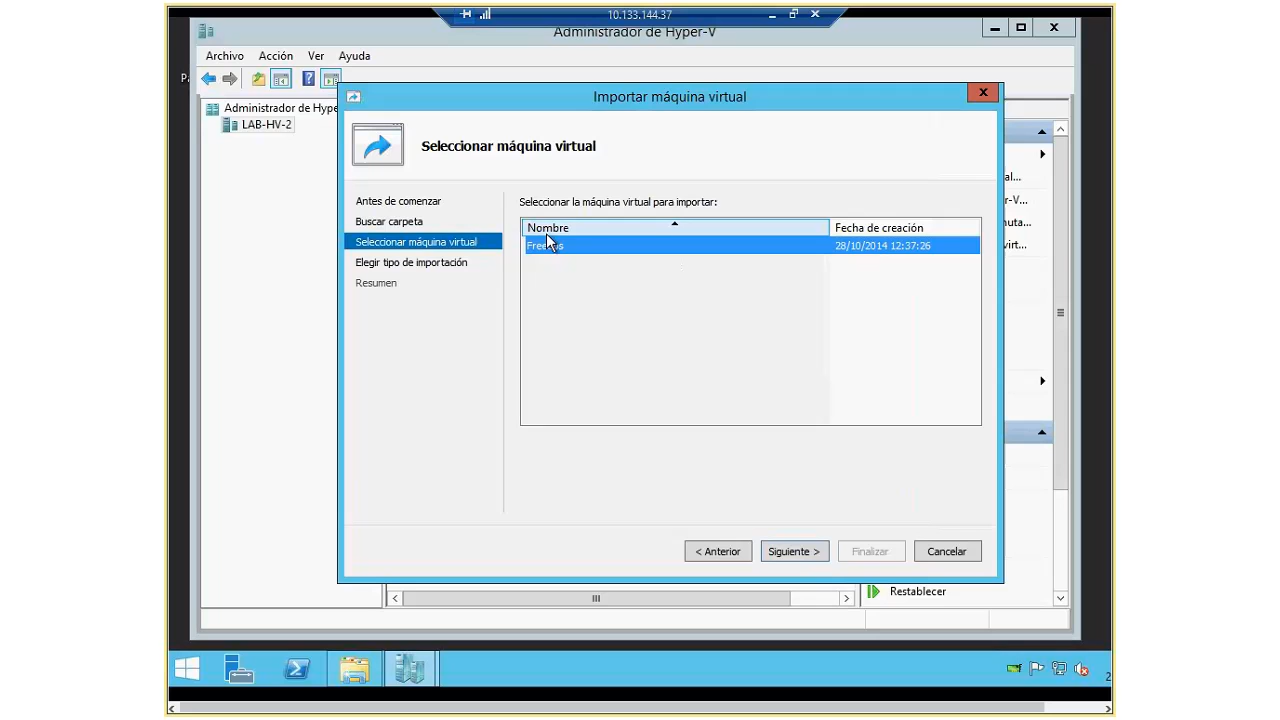 10.133.144.37
Administrador de Hyper-V
Archivo Acción Ver Ayuda
Importar máquina virtual
Administrador de Hype
LAB-HV-2
Seleccionar máquina virtual
Antes de comenzar
Buscar carpeta
Seleccionar máquina virtual
Elegir tipo de importación
Resumen
Seleccionar la máquina virtual para importar:
Nombre Fecha de creación
28/10/2014 12:37:26
al...
r-V...
nuta...
virt...
< Anterior Siguiente > Finalizar Cancelar
Restablecer